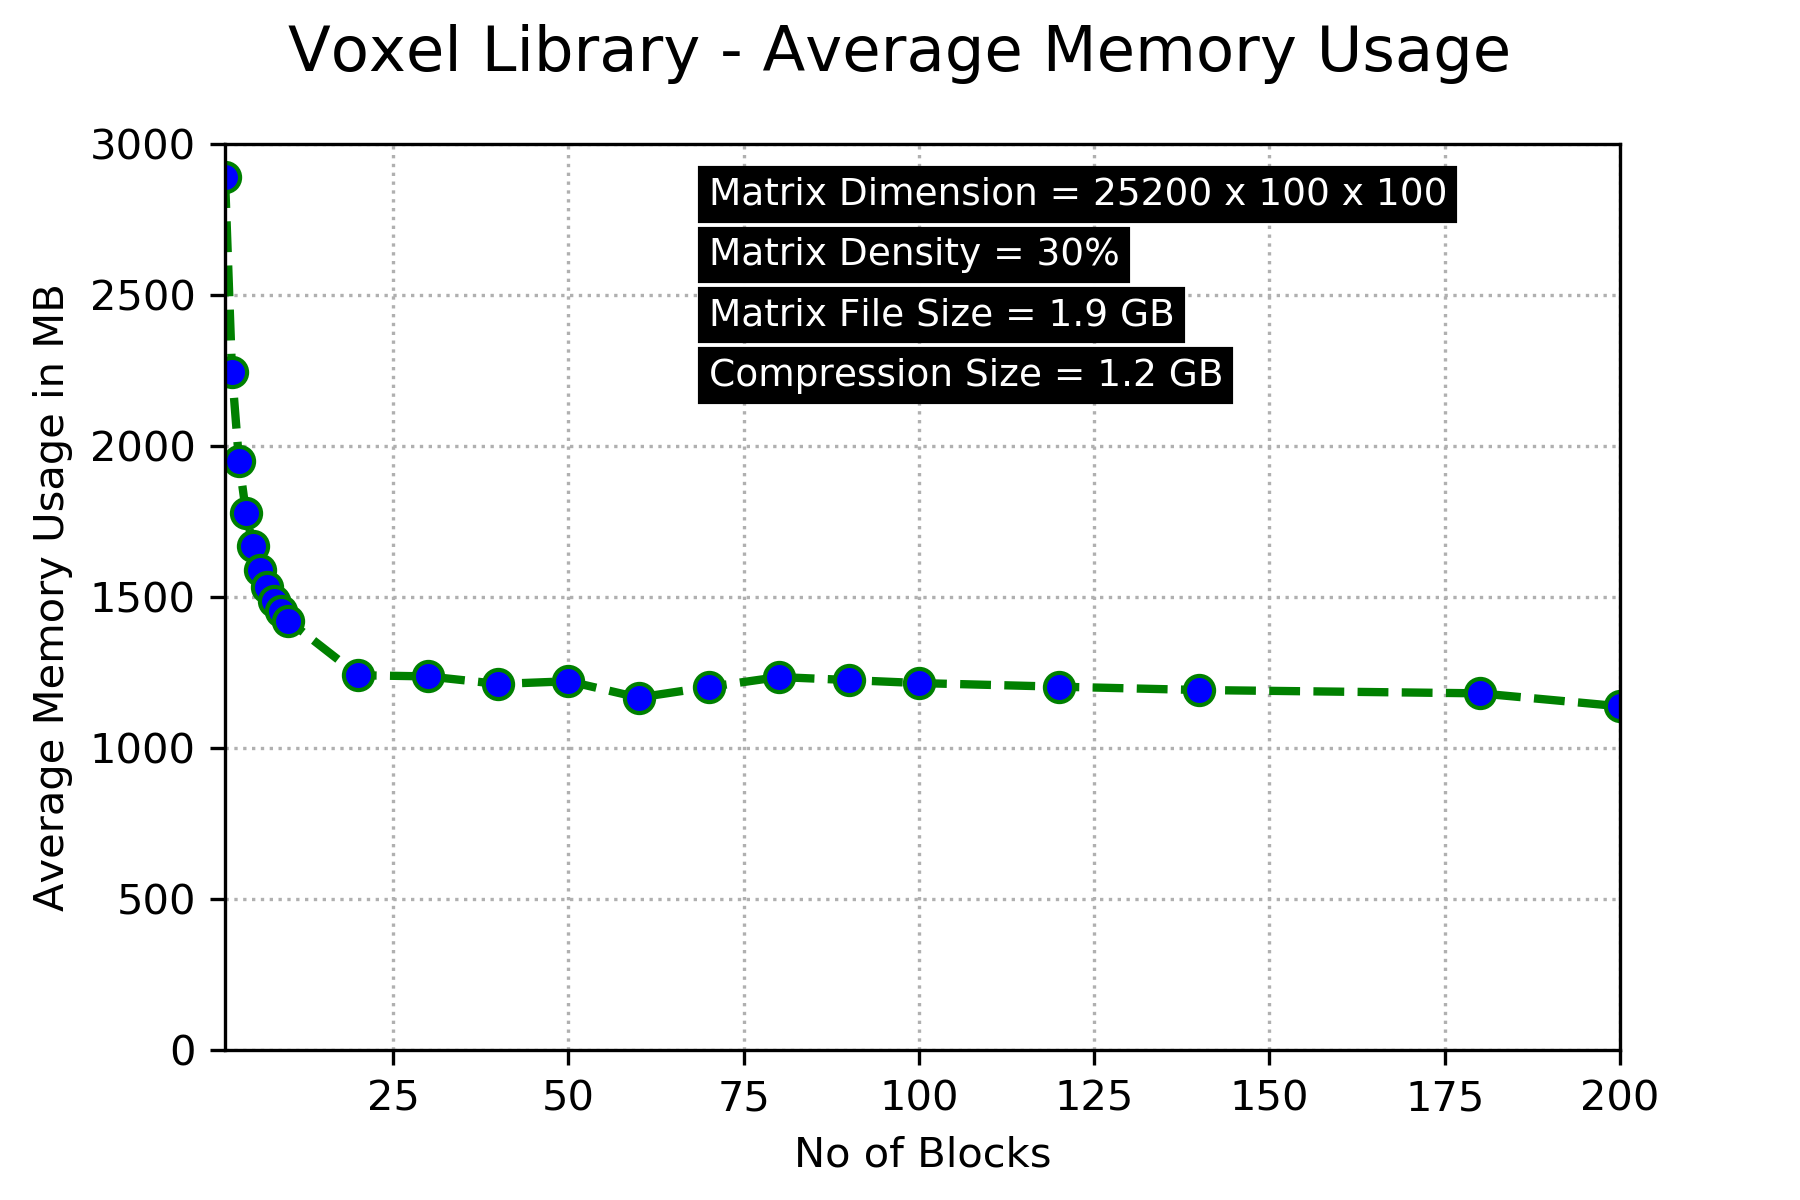 Voxel Library - Average Memory Usage
Average Memory Usage in MB
3000
2500
2000
1500
1000
500
0
Matrix Dimension = 25200 x 100 x 100
Matrix Density = 30%
Matrix File Size = 1.9 GB
Compression Size = 1.2 GB
25 50 75 100 125 150 175 200
No of Blocks